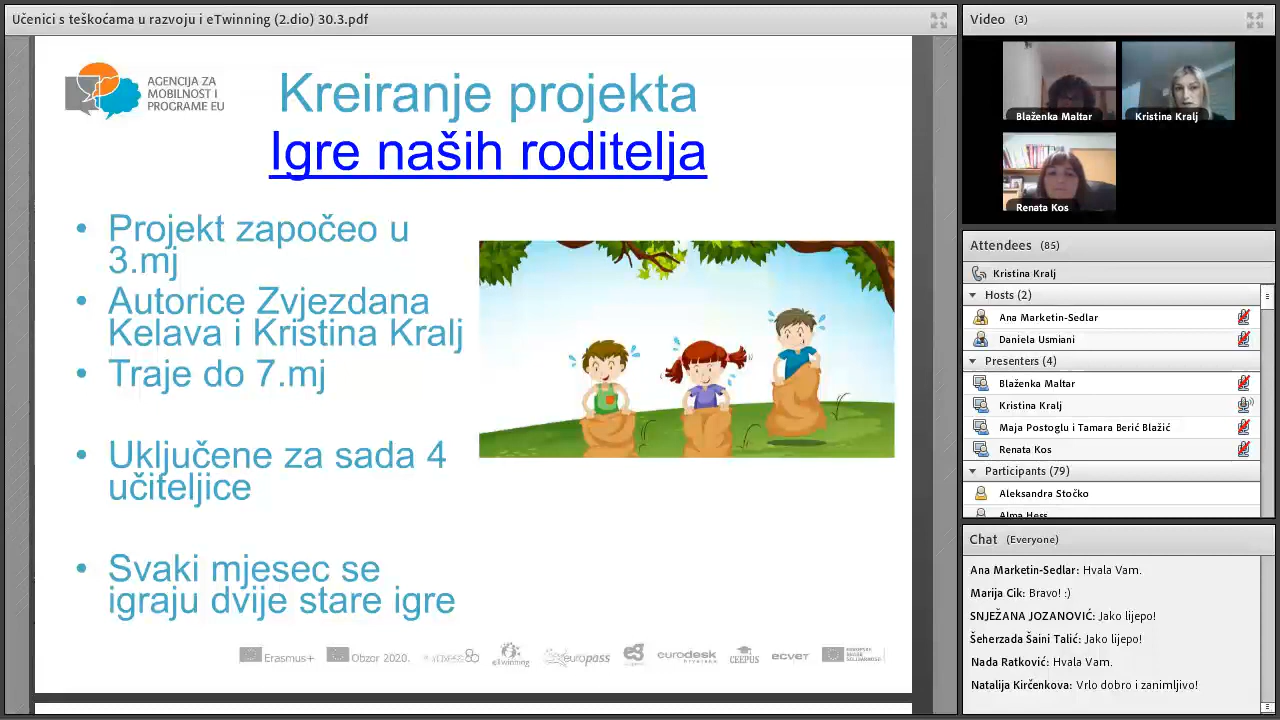 Učenici s teškoćama u razvoju i eTwinning (2.dio) 30.3.pdf
AGENCIJA ZA
MOBILNOST I
PROGRAME EU
Kreiranje projekta
Igre naših roditelja
• Projekt započeo u
3.mj
• Autorice Zvjezdana
Kelava i Kristina Kralj
• Traje do 7.mj
• Uključene za sada 4
učiteljice
• Svaki mjesec se
igraju dvije stare igre
Erasmus+
Obzor 2020.
eTwinning
europass
eurodesk
CEEPUS
ECVET
Video (3)
Blaženka Maltar
Kristina Kralj
Renata Kos
Attendees (85)
Kristina Kralj
Hosts (2)
Ana Marketin-Sedlar
Daniela Usmiani
Presenters (4)
Blaženka Maltar
Kristina Kralj
Maja Postoglu i Tamara Berić Blažić
Renata Kos
Participants (79)
Aleksandra Stočko
Alma Hess
Chat (Everyone)
Ana Marketin-Sedlar: Hvala Vam.
Marija Cik: Bravo! :)
SNJEŽANA JOZANOVIĆ: Jako lijepo!
Šeherzada Šaini Talić: Jako lijepo!
Nada Ratković: Hvala Vam.
Natalija Kirčenkova: Vrlo dobro i zanimljivo!